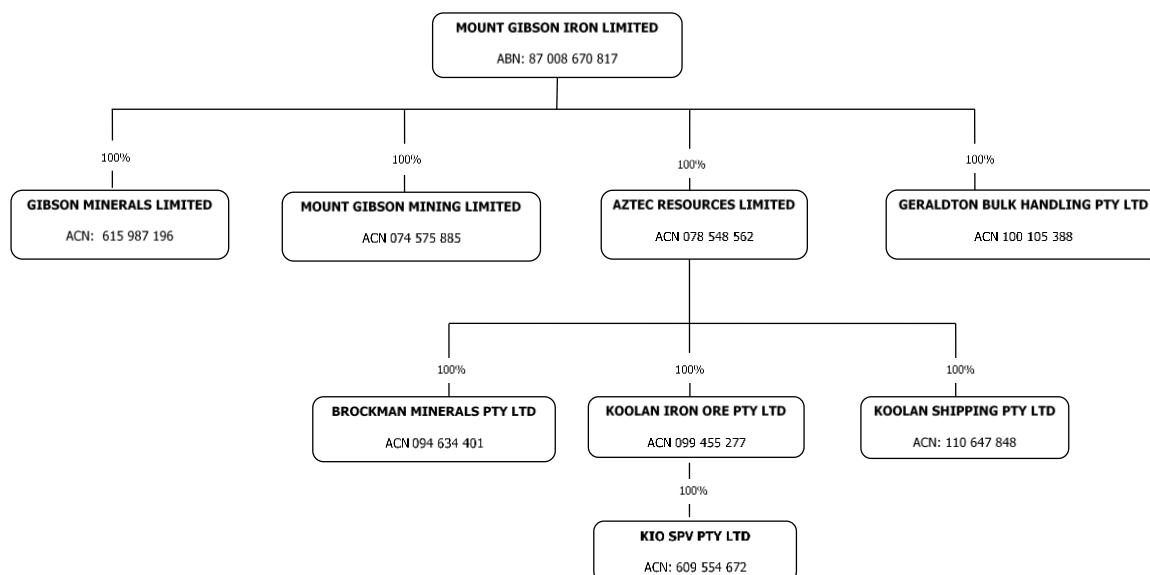 MOUNT GIBSON IRON LIMITED
ABN: 87 008 670 817
100%
100%
100%
100%
GIBSON MINERALS LIMITED
ACN: 615 987 196
MOUNT GIBSON MINING LIMITED
ACN 074 575 885
AZTEC RESOURCES LIMITED
ACN 078 548 562
GERALDTON BULK HANDLING PTY LTD
ACN 100 105 388
100%
100%
100%
BROCKMAN MINERALS PTY LTD
ACN 094 634 401
KOOLAN IRON ORE PTY LTD
ACN 099 455 277
KOOLAN SHIPPING PTY LTD
ACN: 110 647 848
100%
KIO SPV PTY LTD
ACN: 609 554 672